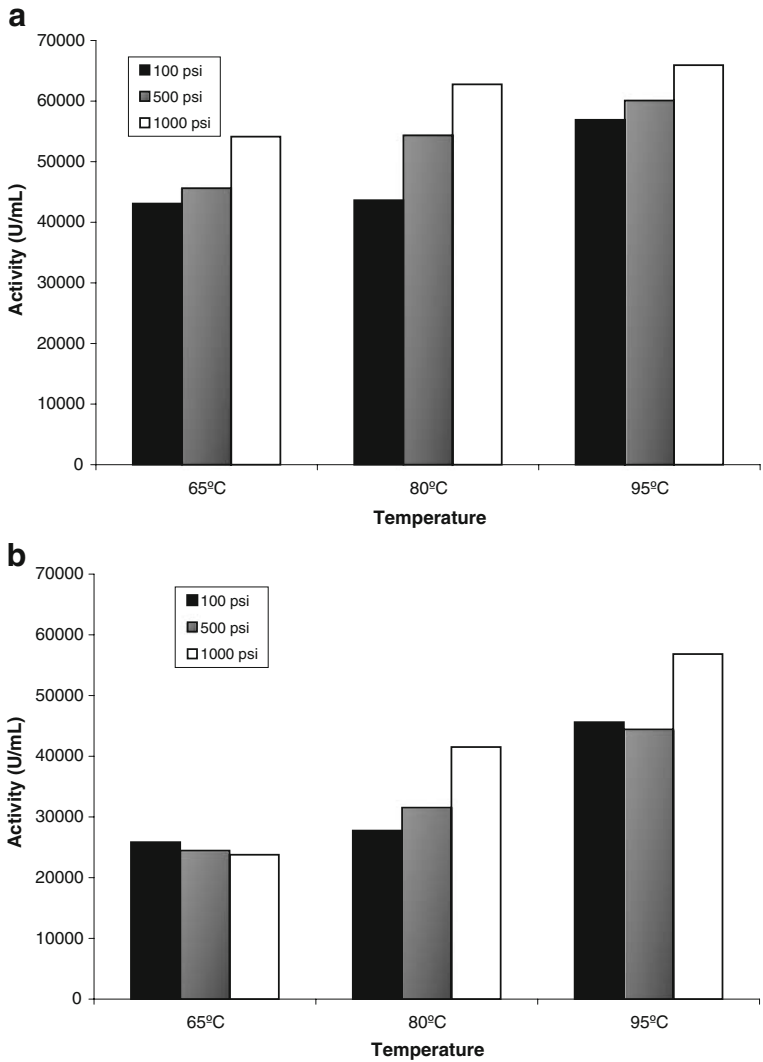 a
70000
60000
50000
40000
30000
20000
10000
0
Activity (U/mL)
100 psi
500 psi
1000 psi
65ºC
80ºC
95ºC
Temperature
b
70000
60000
50000
40000
30000
20000
10000
0
Activity (U/mL)
100 psi
500 psi
1000 psi
65ºC
80ºC
95ºC
Temperature